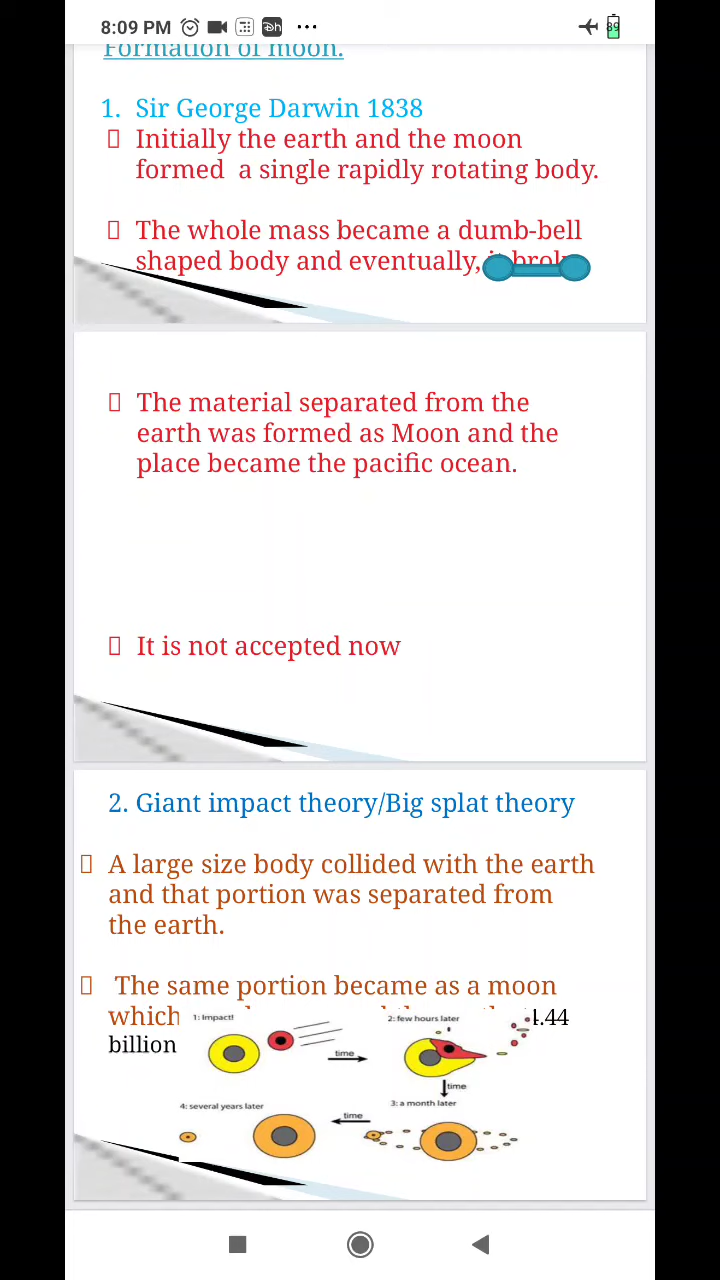 8:09 PM
89
Formation of moon.
1. Sir George Darwin 1838
Initially the earth and the moon
formed a single rapidly rotating body.
The whole mass became a dumb-bell
shaped body and eventually,
The material separated from the
earth was formed as Moon and the
place became the pacific ocean.
It is not accepted now
2. Giant impact theory/Big splat theory
A large size body collided with the earth
and that portion was separated from
the earth.
The same portion became as a moon
which 4.44
billion
1: Impact!
2: few hours later
time
time
3: a month later
4: several years later
time